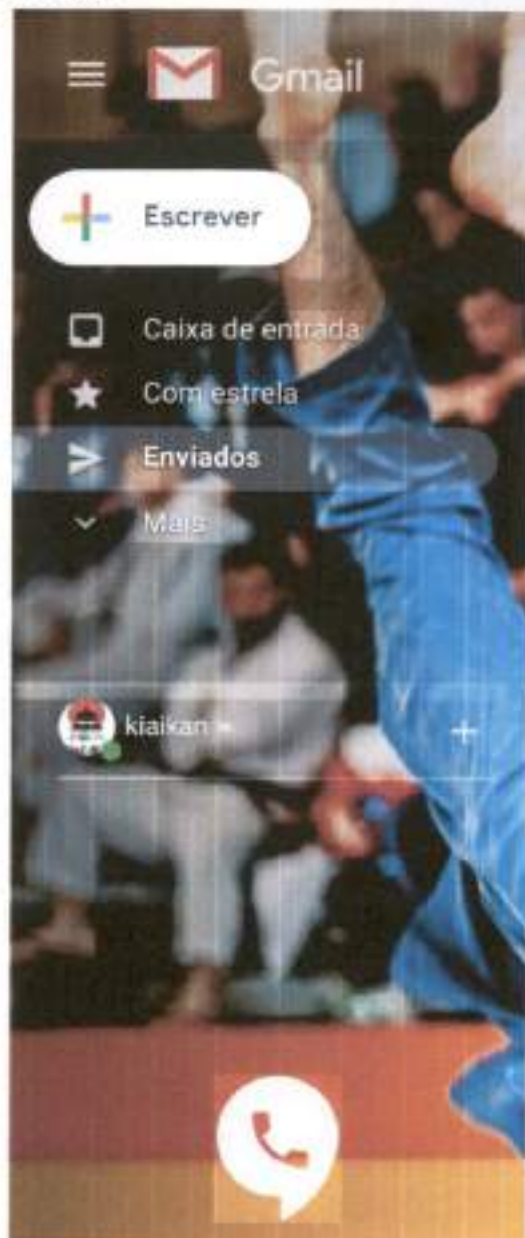 Gmail
Escrever
Caixa de entrada
Com estrela
Enviados
Mais
kiaikan